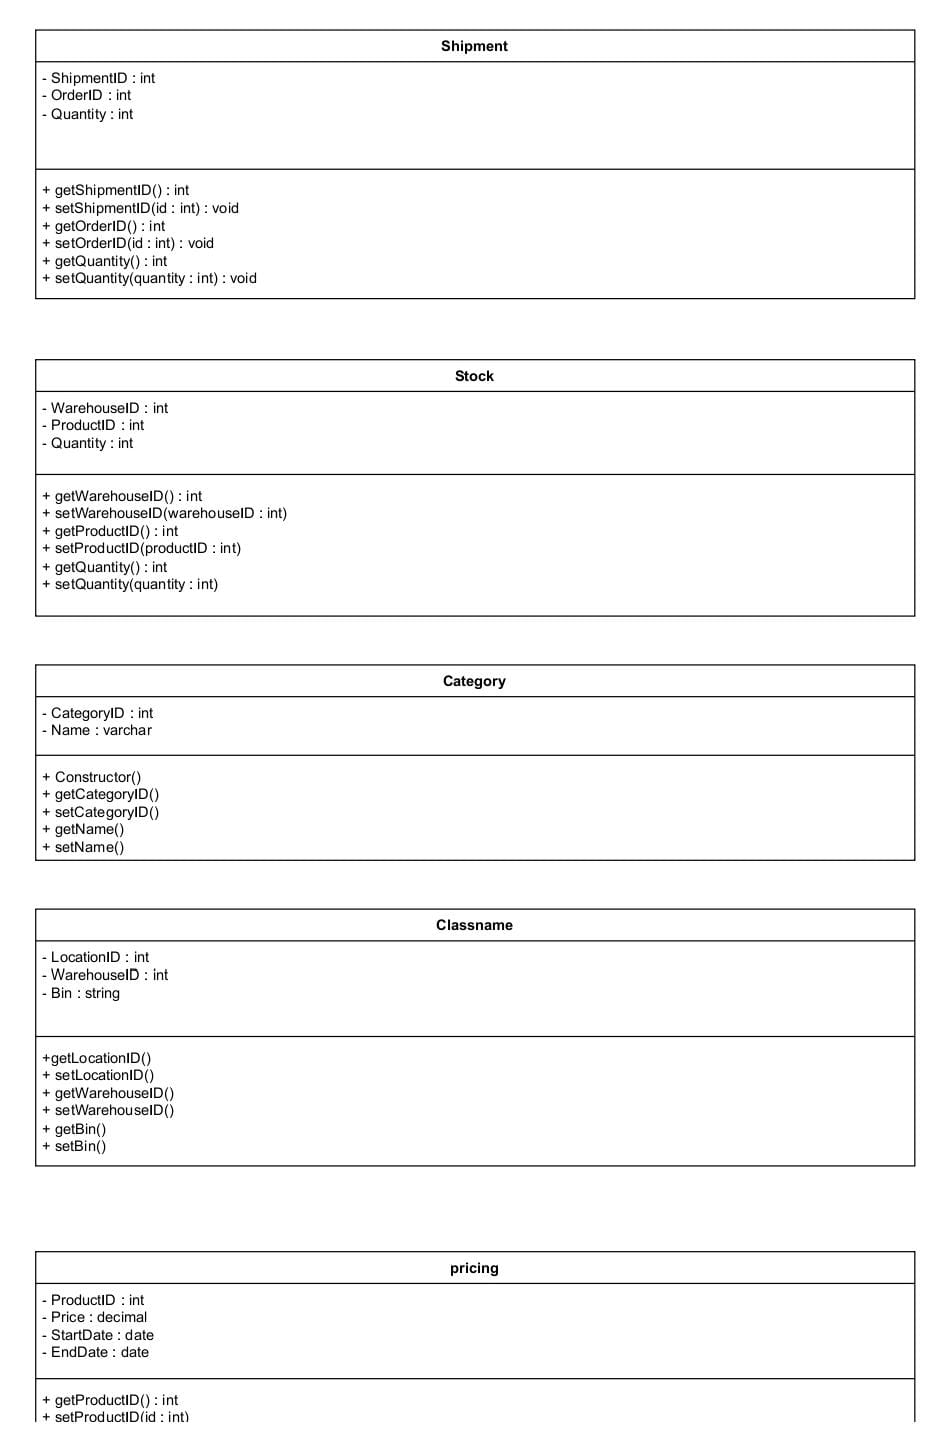 Shipment
- ShipmentID : int
- OrderID : int
- Quantity : int
+ getShipmentID() : int
+ setShipmentID(id : int) : void
+ getOrderID() : int
+ setOrderID(id : int) : void
+ getQuantity() : int
+ setQuantity(quantity : int) : void
Stock
- WarehouseID : int
- ProductID : int
- Quantity : int
+ getWarehouseID() : int
+ setWarehouseID(warehouseID : int)
+ getProductID() : int
+ setProductID(productID : int)
+ getQuantity() : int
+ setQuantity(quantity : int)
Category
- CategoryID : int
- Name : varchar
+ Constructor()
+ getCategoryID()
+ setCategoryID()
+ getName()
+ setName()
Classname
- LocationID : int
- WarehouseID : int
- Bin : string
+getLocationID()
+ setLocationID()
+ getWarehouseID()
+ setWarehouseID()
+ getBin()
+ setBin()
pricing
- ProductID : int
- Price : decimal
- StartDate : date
- EndDate : date
+ getProductID() : int
+ setProductID(id : int)